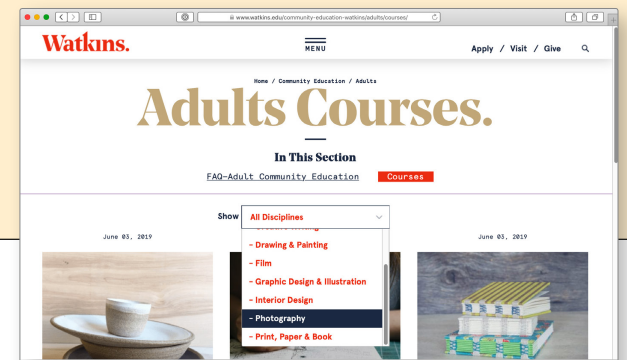 www.watkins.edu/community-education-watkins/adults/courses/
Watkins.
MENU
Apply / Visit / Give
Home / Community Education / Adults
Adults Courses.
In This Section
FAQ–Adult Community Education
Courses
Show
All Disciplines
- Creative Writing
- Drawing & Painting
- Film
- Graphic Design & Illustration
- Interior Design
- Photography
- Print, Paper & Book
June 03, 2019
June 03, 2019